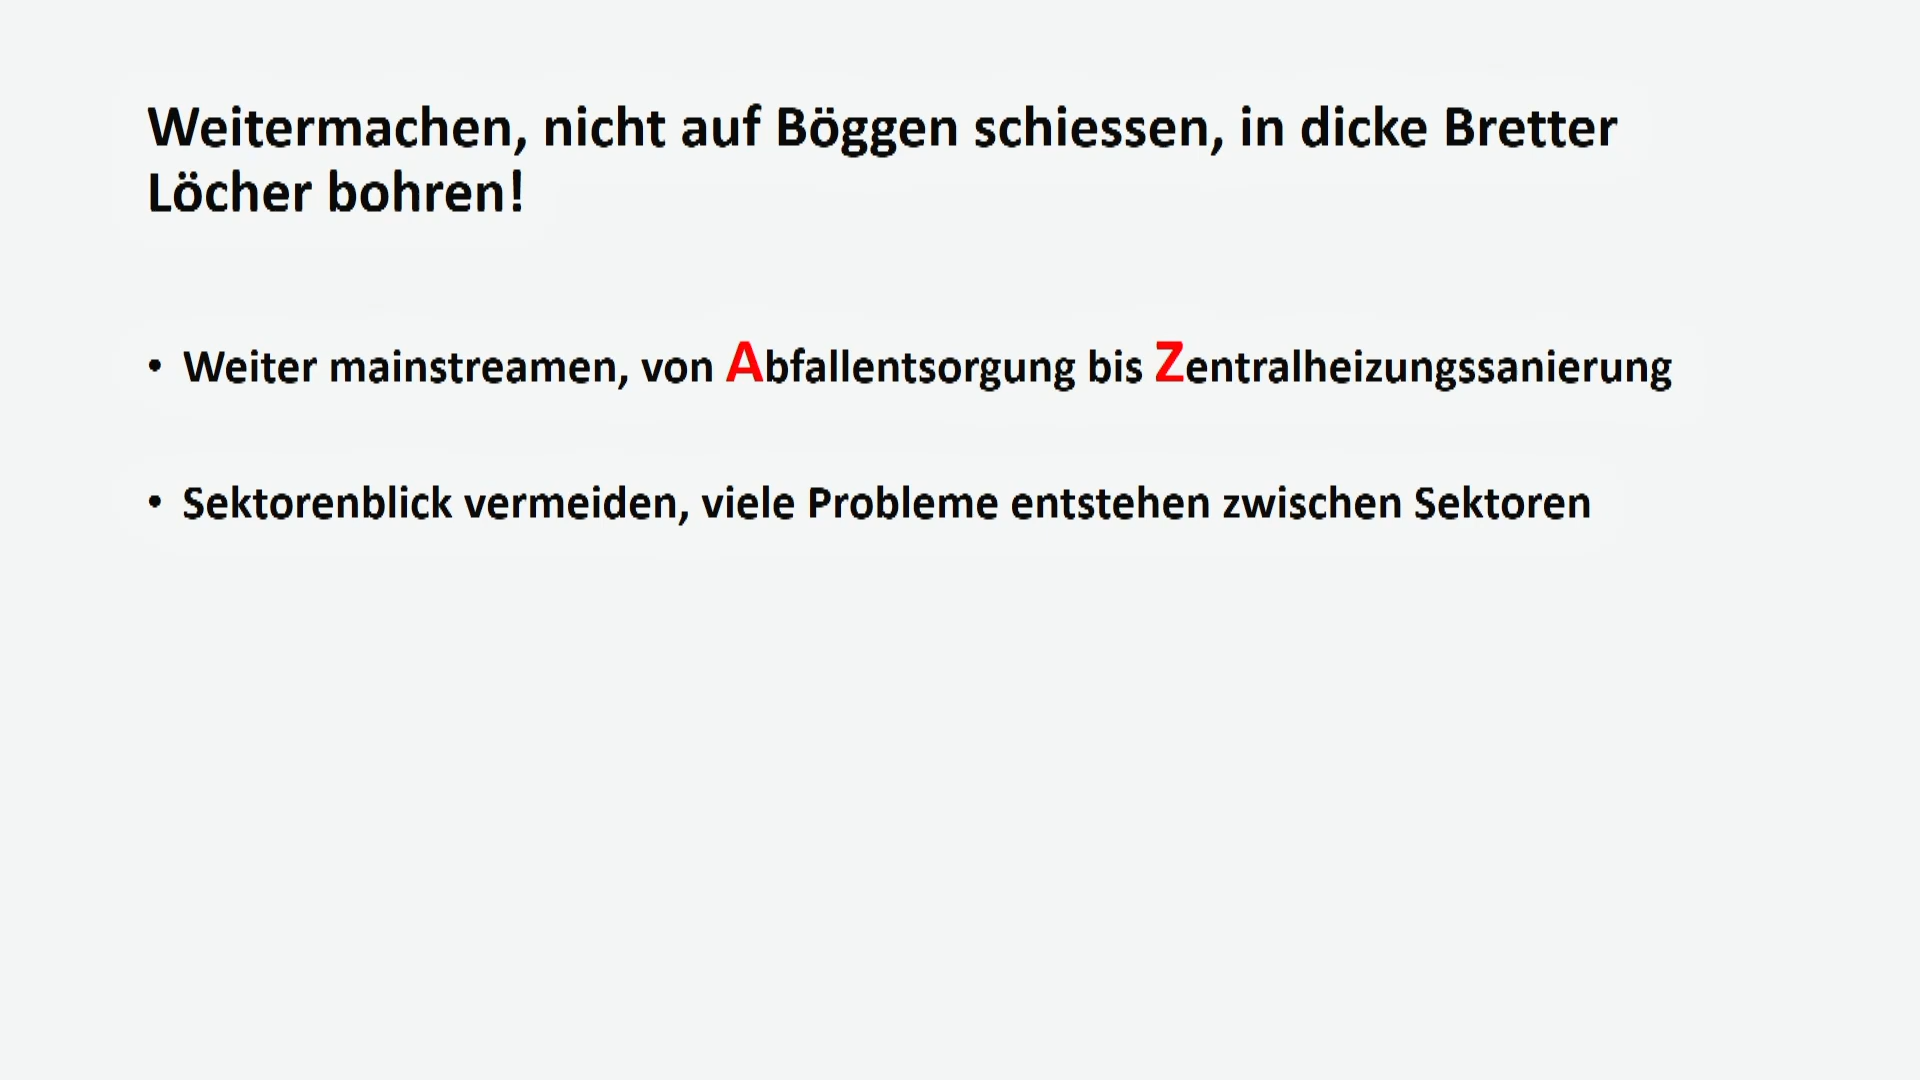 Weitermachen, nicht auf Böggen schiessen, in dicke Bretter
Löcher bohren!
• Weiter mainstreamen, von Abfallentsorgung bis Zentralheizungssanierung
• Sektorenblick vermeiden, viele Probleme entstehen zwischen Sektoren